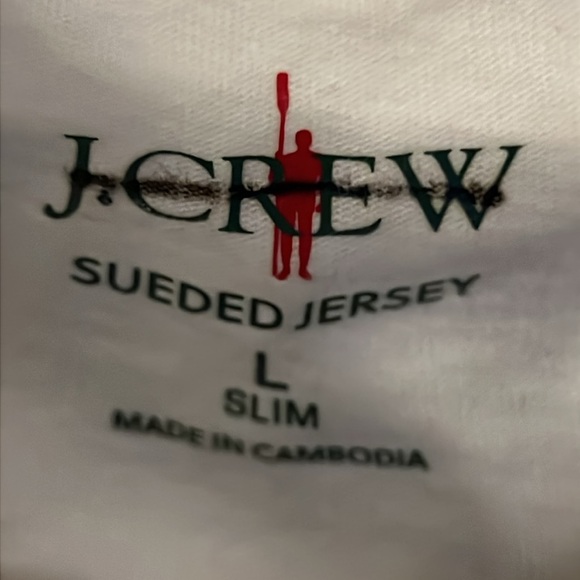 J.CREW
SUEDED JERSEY
L
SLIM
MADE IN CAMBODIA